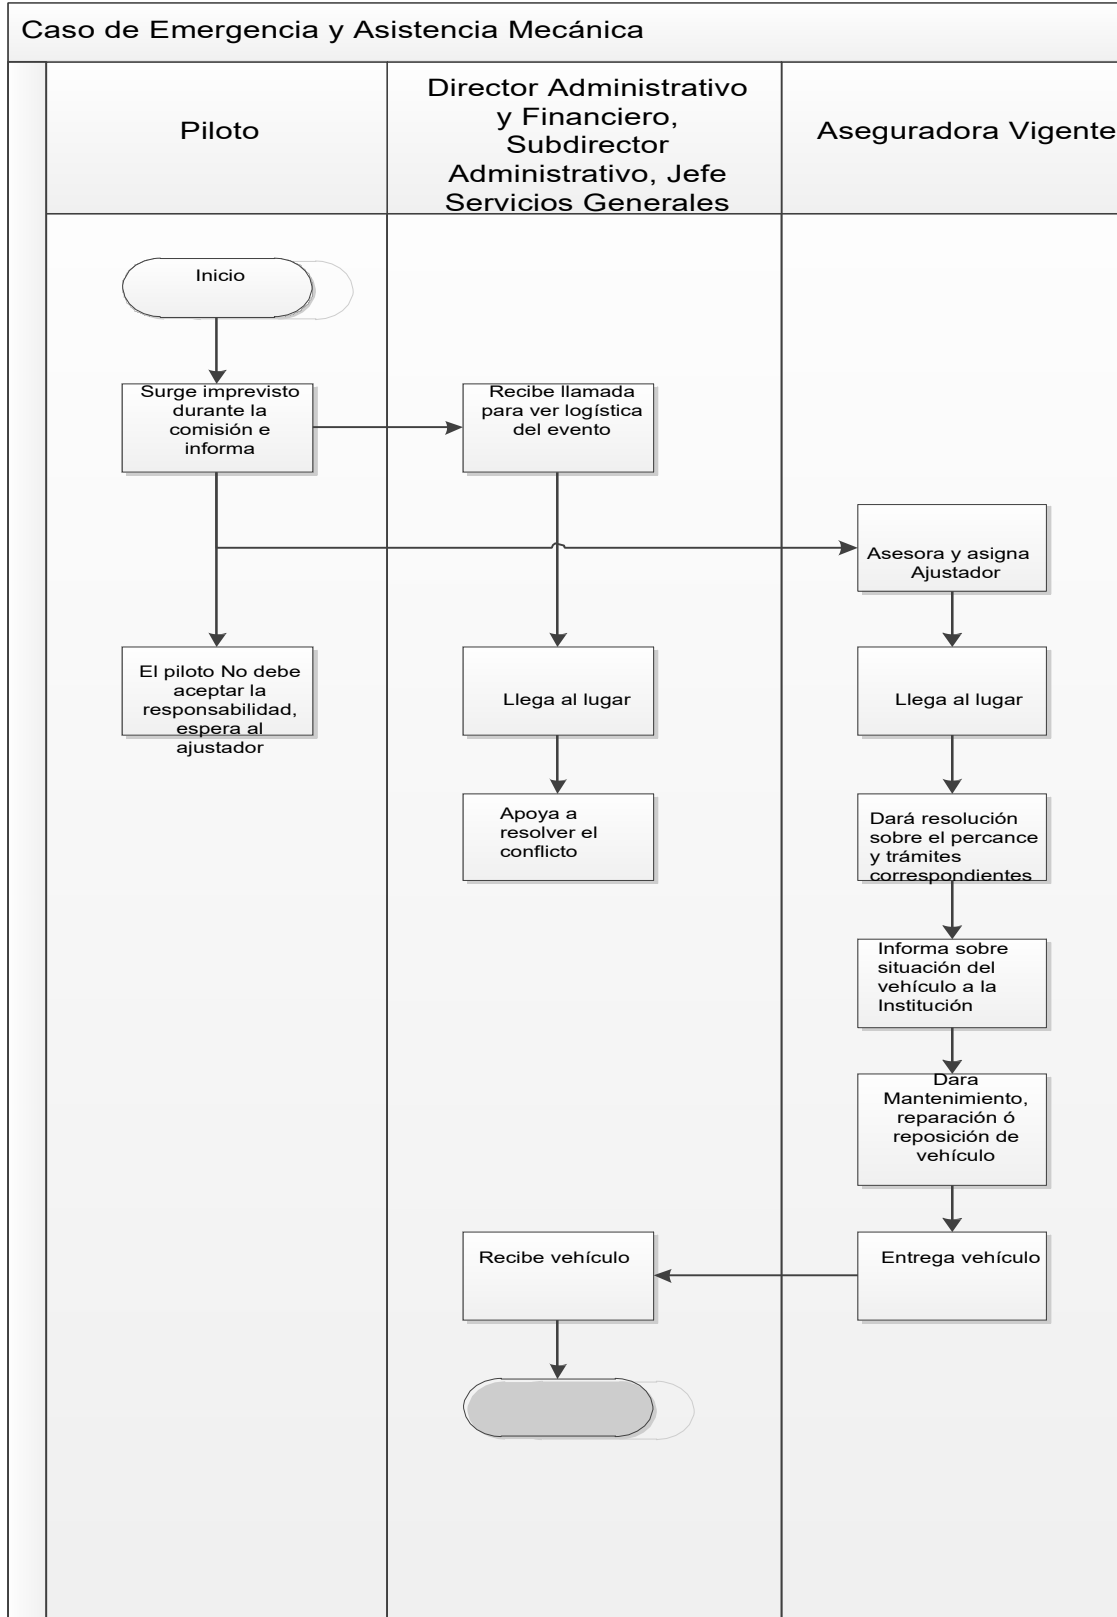 Caso de Emergencia y Asistencia Mecánica
Piloto
Director Administrativo
y Financiero,
Subdirector
Administrativo, Jefe
Servicios Generales
Aseguradora Vigente
Inicio
Surge imprevisto
durante la
comisión e
informa
Recibe llamada
para ver logística
del evento
Asesora y asigna
Ajustador
El piloto No debe
aceptar la
responsabilidad,
espera al
ajustador
Llega al lugar
Llega al lugar
Apoya a
resolver el
conflicto
Dará resolución
sobre el percance
y trámites
correspondientes
Informa sobre
situación del
vehículo a la
Institución
Dara
Mantenimiento,
reparación ó
reposición de
vehículo
Recibe vehículo
Entrega vehículo